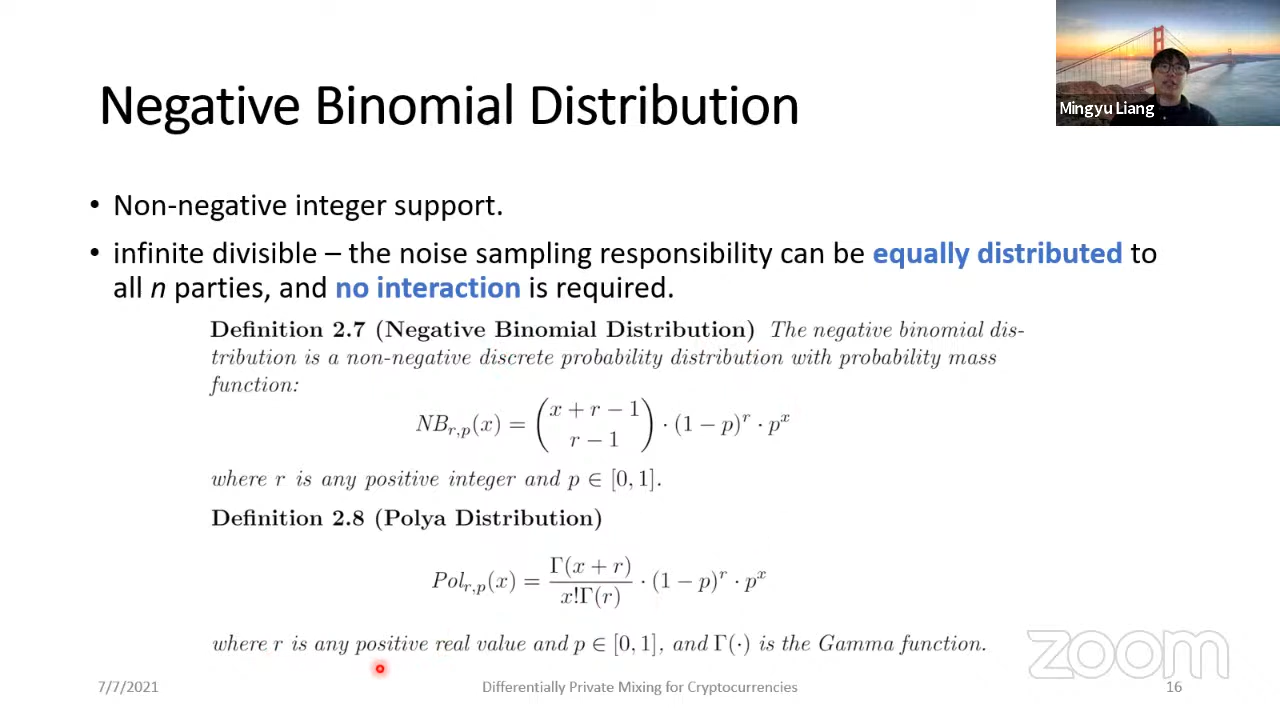 Mingyu Liang
Negative Binomial Distribution
• Non-negative integer support.
• infinite divisible – the noise sampling responsibility can be equally distributed to
all n parties, and no interaction is required.
Definition 2.7 (Negative Binomial Distribution) The negative binomial dis-
tribution is a non-negative discrete probability distribution with probability mass
function:
NB_{r,p}(x) = \binom{x + r − 1}{r − 1} · (1 − p)^r · p^x
where r is any positive integer and p ∈ [0, 1].
Definition 2.8 (Polya Distribution)
Pol_{r,p}(x) = \frac{Γ(x + r)}{x!Γ(r)} · (1 − p)^r · p^x
where r is any positive real value and p ∈ [0, 1], and Γ(·) is the Gamma function.
zoom
7/7/2021
Differentially Private Mixing for Cryptocurrencies
16